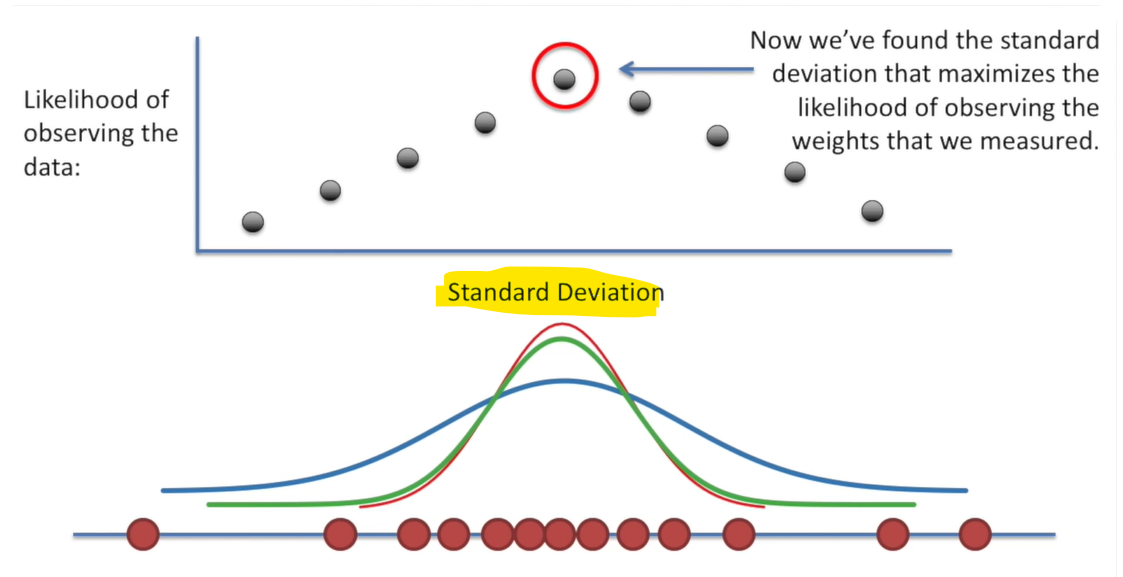 Now we’ve found the standard
deviation that maximizes the
likelihood of observing the
weights that we measured.
Likelihood of
observing the
data:
Standard Deviation